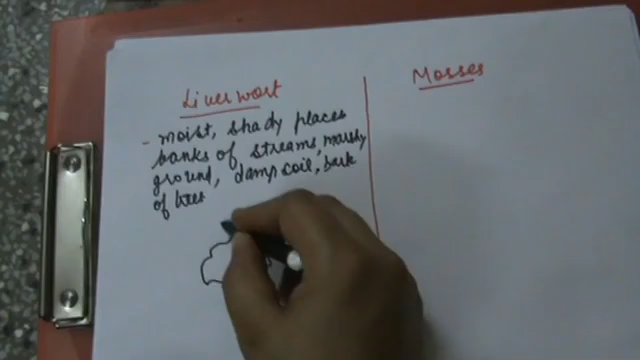 Liverwort
- moist, shady places
banks of streams, marshy
ground, damp soil, bark
of trees
Mosses